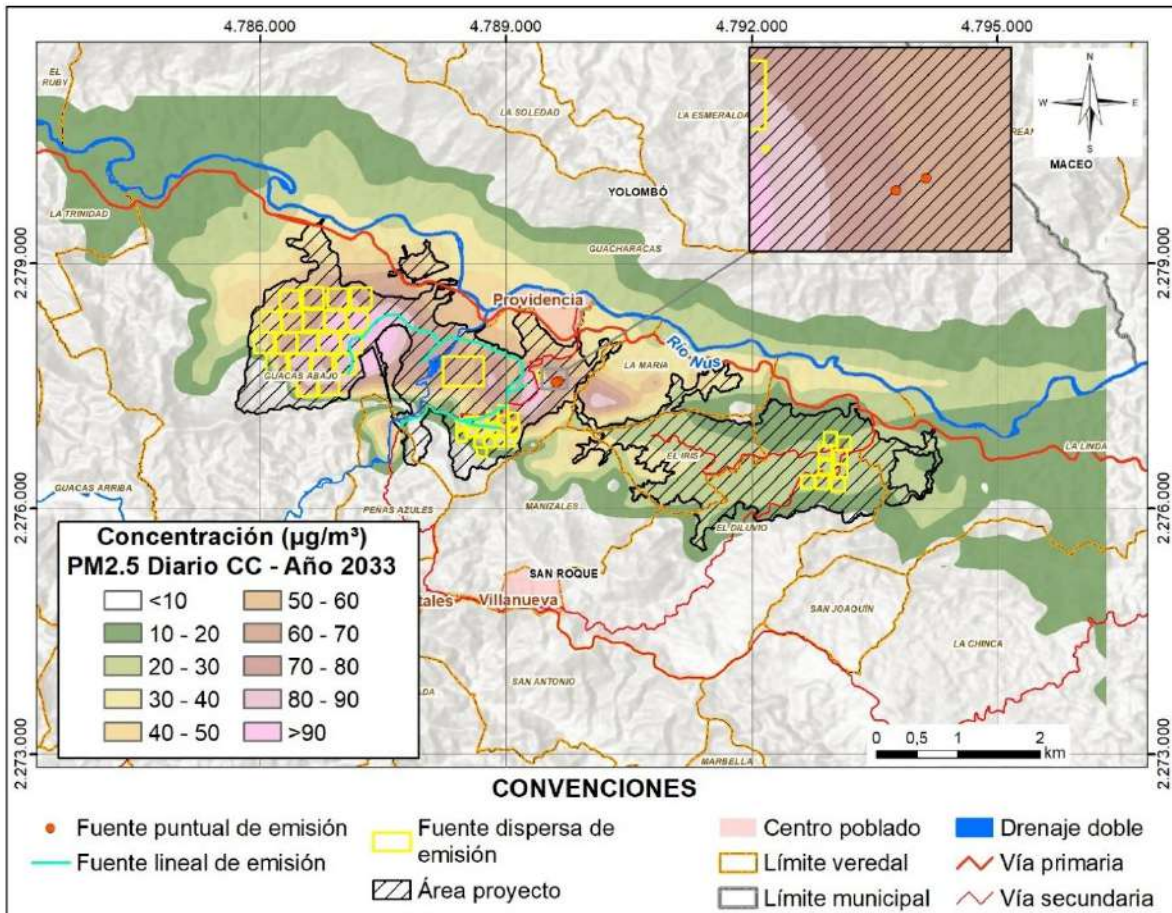 4.786.000
4.789.000
4.792.000
4.795.000
EL
RUBY
LA SOLEDAD
LA ESMERALDA
N
W
E
S
MACEO
YOLOMBÓ
LA TRINIDAD
GUACHARACAS
2.279.000
2.279.000
Providencia
Río Nús
LA MARIA
GUACAS ABAJO
LA LINDA
EL IRIS
GUACAS ARRIBA
2.276.000
2.276.000
PEÑAS AZULES
MANIZALES
EL DILUVIO
SAN ROQUE
Villanueva
SAN JOAQUÍN
LA CHINCA
SAN ANTONIO
MARBELLA
2.273.000
2.273.000
Concentración (µg/m³)
PM2.5 Diario CC - Año 2033
<10
50 - 60
10 - 20
60 - 70
20 - 30
70 - 80
30 - 40
80 - 90
40 - 50
>90
0 0,5 1 2
km
CONVENCIONES
Fuente puntual de emisión
Fuente lineal de emisión
Fuente dispersa de
emisión
Área proyecto
Centro poblado
Límite veredal
Límite municipal
Drenaje doble
Vía primaria
Vía secundaria